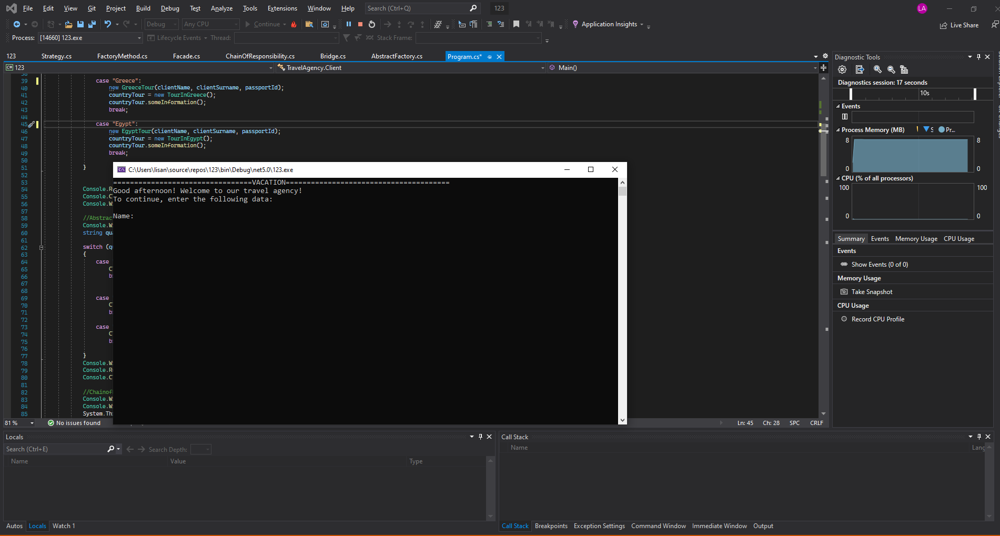 File Edit View Git Project Build Debug Test Analyze Tools Extensions Window Help Search (Ctrl+Q) 123 LA
Debug Any CPU Continue Application Insights Live Share
Process: [14660] 123.exe Lifecycle Events Thread: Stack Frame:
123 Strategy.cs FactoryMethod.cs Facade.cs ChainOfResponsibility.cs Bridge.cs AbstractFactory.cs Program.cs*
C# 123 TravelAgency.Client Main()
38
39 case "Greece":
40 new GreeceTour(clientName, clientSurname, passportId);
41 countryTour = new TourInGreece();
42 countryTour.someInformation();
43 break;
44
45 case "Egypt":
46 new EgyptTour(clientName, clientSurname, passportId);
47 countryTour = new TourInEgypt();
48 countryTour.someInformation();
49 break;
50
51 }
52
53
54 Console.R
55 Console.C
56 Console.W
57
58 //Abstrac
59 Console.W
60 string qu
61
62 switch (q
63 {
64 case
65 C
66 b
67
68
69 case
70 C
71 b
72
73 case
74 C
75 b
76
77 }
78 Console.W
79 Console.R
80 Console.C
81
82 //Chainof
83 Console.W
84 Console.W
85 System.Th
C:\Users\lisan\source\repos\123\bin\Debug\net5.0\123.exe
=================================VACATION=======================================
Good afternoon! Welcome to our travel agency!
To continue, enter the following data:
Name:
81 % No issues found Ln: 45 Ch: 28 SPC CRLF
Diagnostic Tools
Diagnostics session: 17 seconds
10s
Events
Process Memory (MB) S Pr...
8 8
0 0
CPU (% of all processors)
100 100
0 0
Summary Events Memory Usage CPU Usage
Events
Show Events (0 of 0)
Memory Usage
Take Snapshot
CPU Usage
Record CPU Profile
Locals
Search (Ctrl+E) Search Depth:
Name Value Type
Autos Locals Watch 1
Call Stack
Name Lang
Call Stack Breakpoints Exception Settings Command Window Immediate Window Output